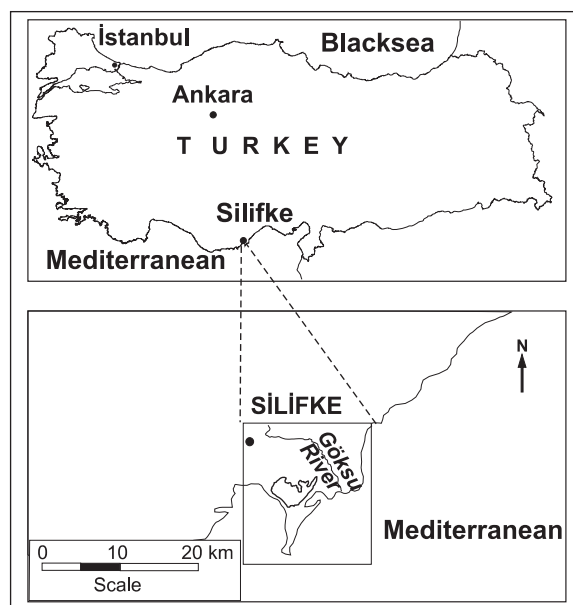 İstanbul
Blacksea
Ankara
T U R K E Y
Silifke
Mediterranean
N
SİLİFKE
Göksu
River
Mediterranean
0 10 20 km
Scale